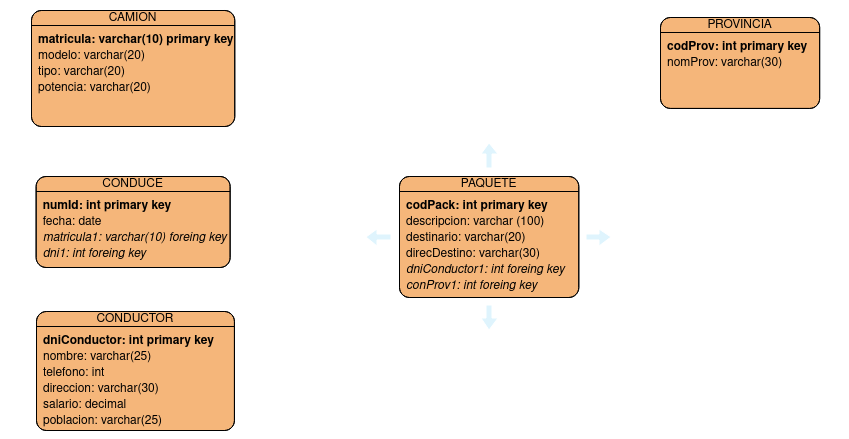 CAMION
matricula: varchar(10) primary key
modelo: varchar(20)
tipo: varchar(20)
potencia: varchar(20)
PROVINCIA
codProv: int primary key
nomProv: varchar(30)
CONDUCE
numId: int primary key
fecha: date
matricula1: varchar(10) foreing key
dni1: int foreing key
PAQUETE
codPack: int primary key
descripcion: varchar (100)
destinario: varchar(20)
direcDestino: varchar(30)
dniConductor1: int foreing key
conProv1: int foreing key
CONDUCTOR
dniConductor: int primary key
nombre: varchar(25)
telefono: int
direccion: varchar(30)
salario: decimal
poblacion: varchar(25)